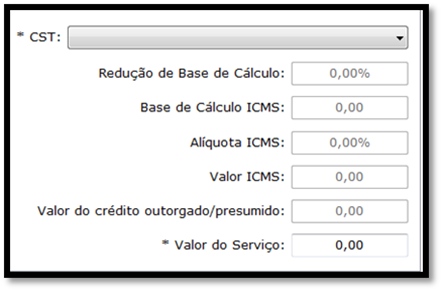 * CST:
Redução de Base de Cálculo: 0,00%
Base de Cálculo ICMS: 0,00
Alíquota ICMS: 0,00%
Valor ICMS: 0,00
Valor do crédito outorgado/presumido: 0,00
* Valor do Serviço: 0,00